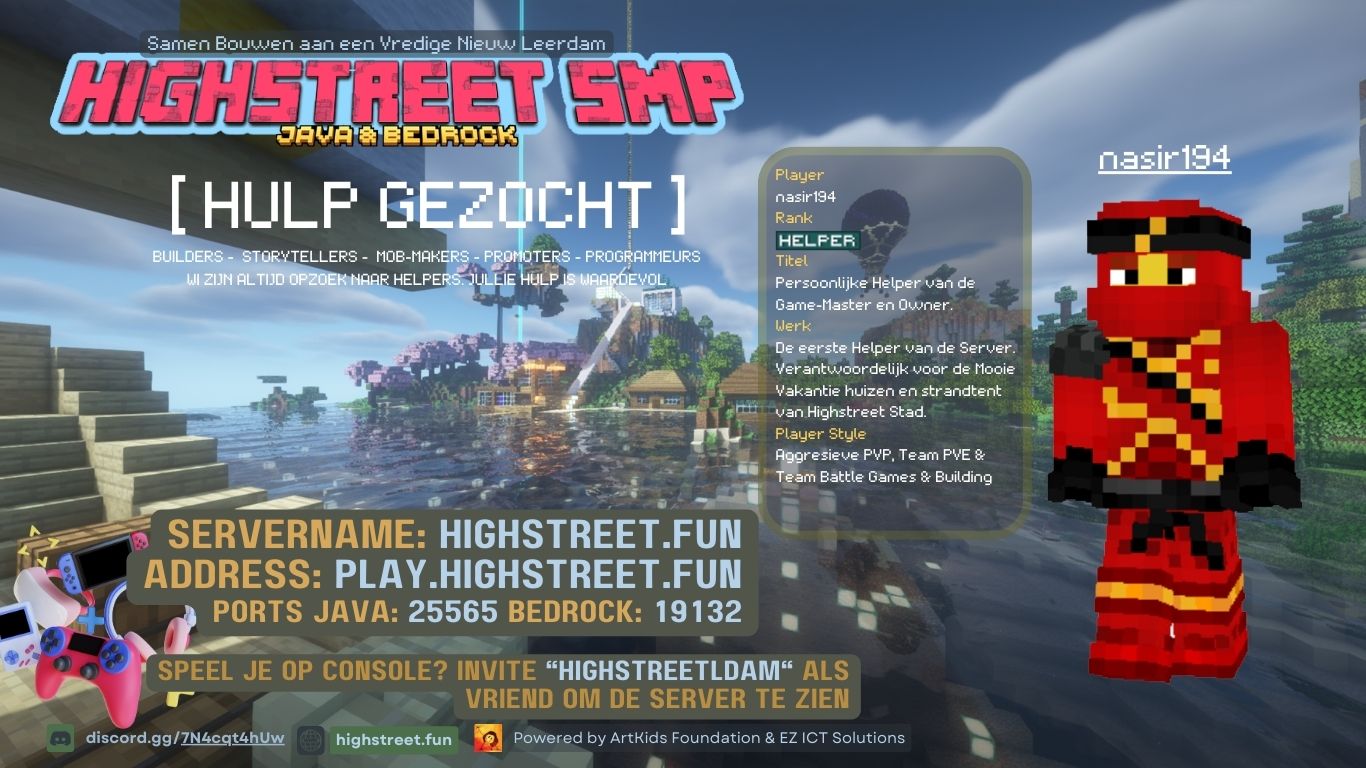 Samen Bouwen aan een Vredige Nieuw Leerdam
HIGHSTREET SMP
JAVA & BEDROCK
[ HULP GEZOCHT ]
BUILDERS - STORYTELLERS - MOB-MAKERS - PROMOTERS - PROGRAMMEURS
WI ZIJN ALTIJD OPZOEK NAAR HELPERS. JULLIE HULP IS WAARDEVOL
Player
nasir194
Rank
HELPER
Titel
Persoonlijke Helper van de
Game-Master en Owner.
Werk
De eerste Helper van de Server.
Verantwoordelijk voor de Mooie
Vakantie huizen en strandtent
van Highstreet Stad.
Player Style
Aggresieve PVP, Team PVE &
Team Battle Games & Building
nasir194
SERVERNAME: HIGHSTREET.FUN
ADDRESS: PLAY.HIGHSTREET.FUN
PORTS JAVA: 25565 BEDROCK: 19132
SPEEL JE OP CONSOLE? INVITE “HIGHSTREETLDAM“ ALS
VRIEND OM DE SERVER TE ZIEN
discord.gg/7N4cqt4hUw
highstreet.fun
Powered by ArtKids Foundation & EZ ICT Solutions